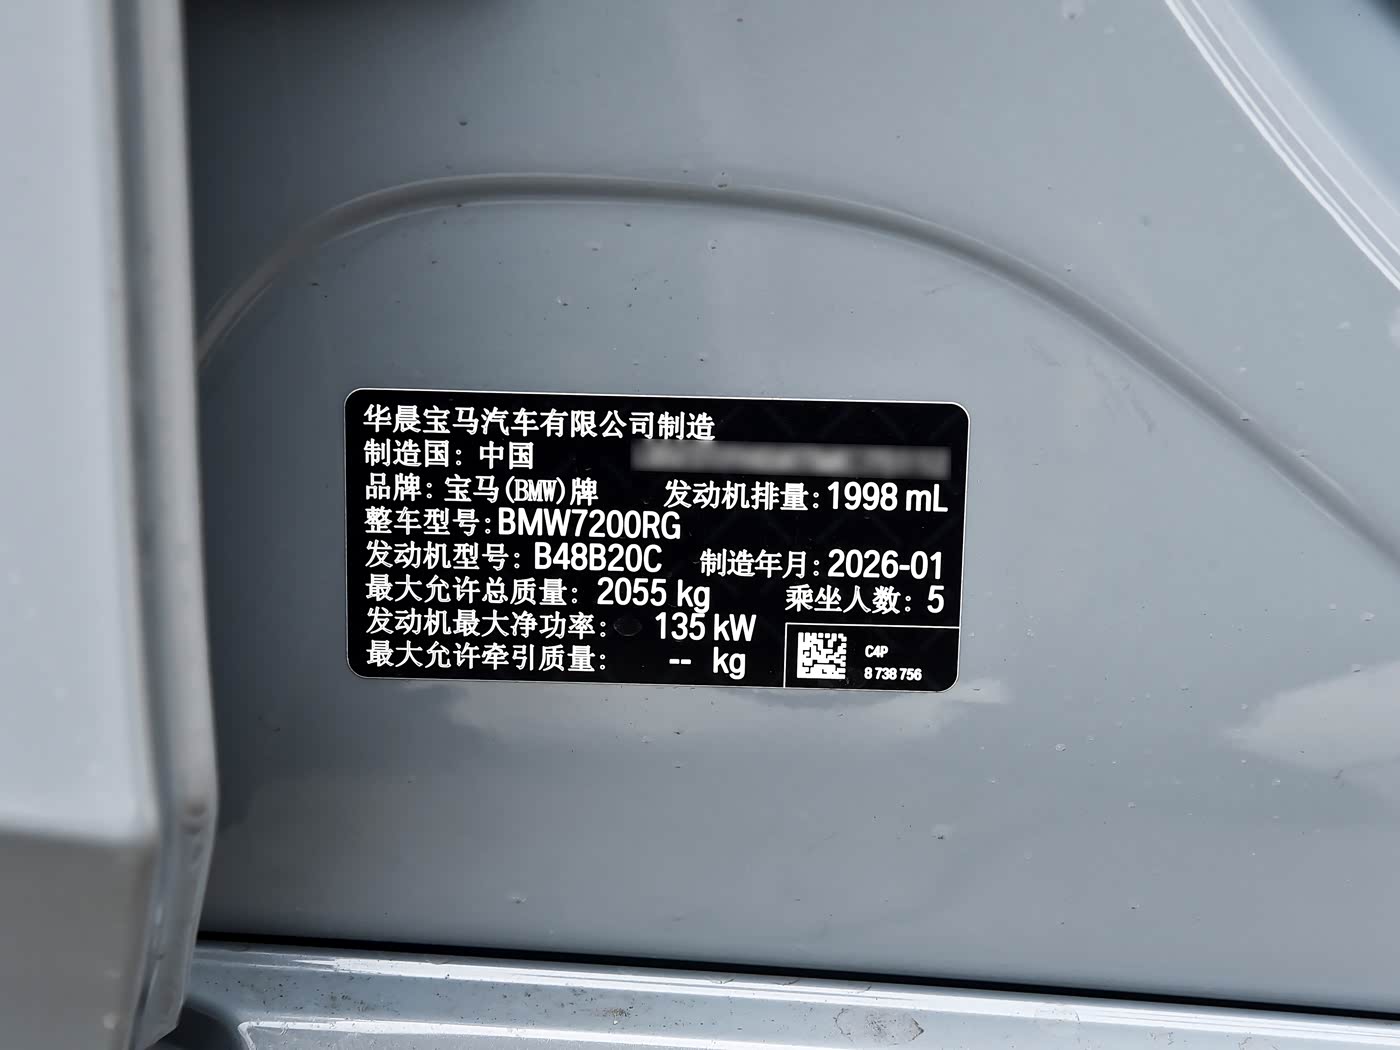 华晨宝马汽车有限公司制造
制造国：中国
品牌：宝马(BMW)牌 发动机排量：1998 mL
整车型号：BMW7200RG
发动机型号：B48B20C 制造年月：2026-01
最大允许总质量：2055 kg 乘坐人数：5
发动机最大净功率： 135 kW
最大允许牵引质量： -- kg
C4P
8 738 756